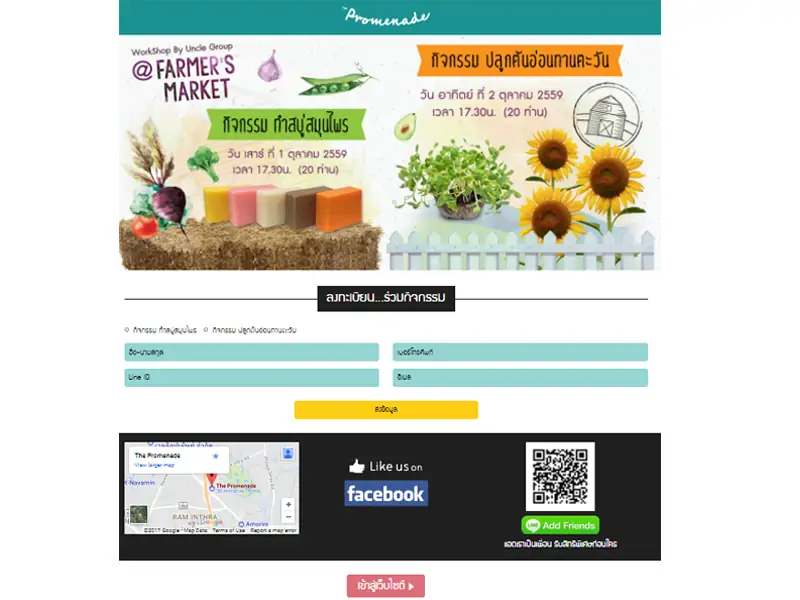 The Promenade
WorkShop By Uncle Group
@FARMER'S
MARKET
กิจกรรม ทำสบู่สมุนไพร
วัน เสาร์ ที่ 1 ตุลาคม 2559
เวลา 17.30น. (20 ท่าน)
กิจกรรม ปลูกต้นอ่อนทานตะวัน
วัน อาทิตย์ ที่ 2 ตุลาคม 2559
เวลา 17.30น. (20 ท่าน)
ลงทะเบียน...ร่วมกิจกรรม
กิจกรรม ทำสบู่สมุนไพร กิจกรรม ปลูกต้นอ่อนทานตะวัน
ชื่อ-นามสกุล
เบอร์โทรศัพท์
Line ID
อีเมล
ส่งข้อมูล
The Promenade
View larger map
-Navamin
The Promenade
RAM INTHRA
Amorini
©2017 Google - Map Data Terms of Use Report a map error
Like us on
facebook
LINE Add Friends
แอดเราเป็นเพื่อน รับสิทธิพิเศษก่อนใคร
เข้าสู่เว็บไซต์